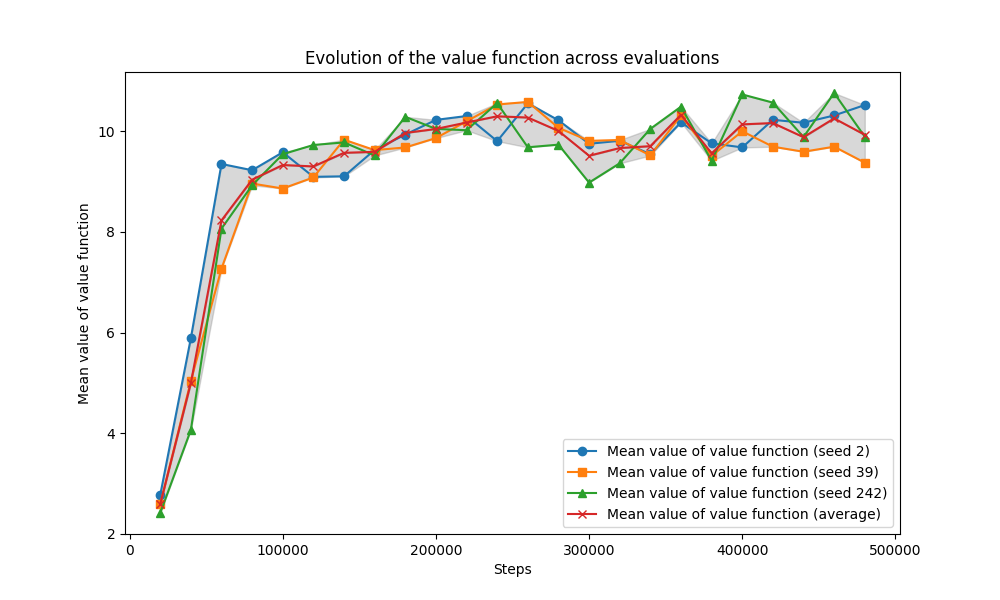 Evolution of the value function across evaluations
Mean value of value function
10
8
6
4
2
0
100000
200000
300000
400000
500000
Steps
Mean value of value function (seed 2)
Mean value of value function (seed 39)
Mean value of value function (seed 242)
Mean value of value function (average)